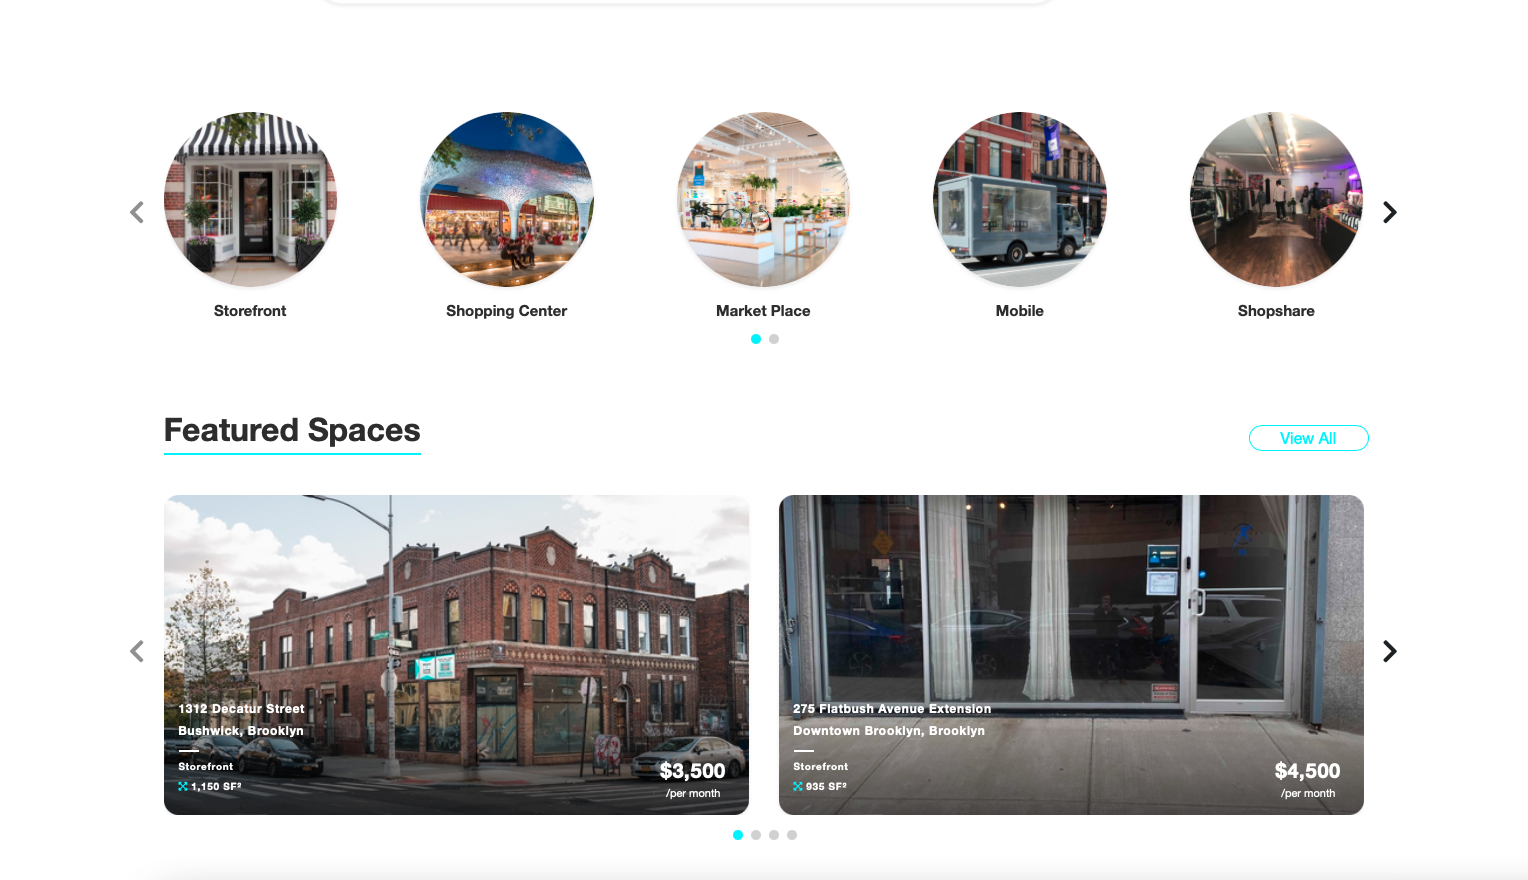 Storefront
Shopping Center
Market Place
Mobile
Shopshare
Featured Spaces
View All
1312 Decatur Street
Bushwick, Brooklyn
Storefront
1,150 SF²
$3,500
/per month
275 Flatbush Avenue Extension
Downtown Brooklyn, Brooklyn
Storefront
935 SF²
$4,500
/per month